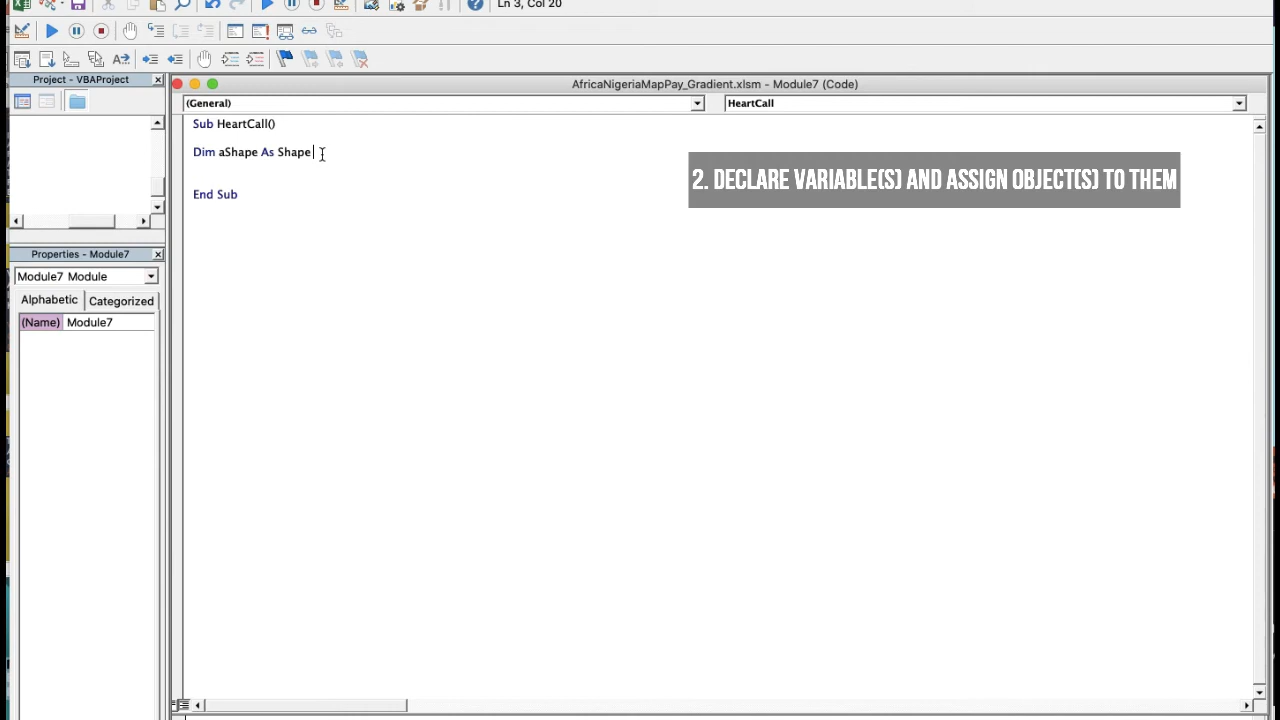 Ln 3, Col 20
Project - VBAProject
AfricaNigeriaMapPay_Gradient.xlsm - Module7 (Code)
(General)
HeartCall
Sub HeartCall()
Dim aShape As Shape
2. DECLARE VARIABLE(S) AND ASSIGN OBJECT(S) TO THEM
End Sub
Properties - Module7
Module7 Module
Alphabetic
Categorized
(Name)
Module7